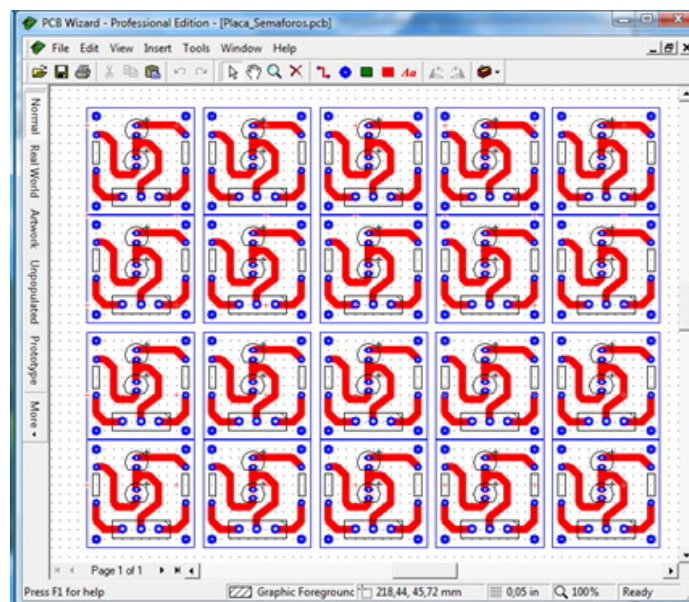 PCB Wizard - Professional Edition - [Placa_Semaforos.pcb]
File Edit View Insert Tools Window Help
Aa
Normal
Real World
Artwork
Unpopulated
Prototype
More
Page 1 of 1
Press F1 for help
Graphic Foregrounc
218,44, 45,72 mm
0,05 in
100%
Ready